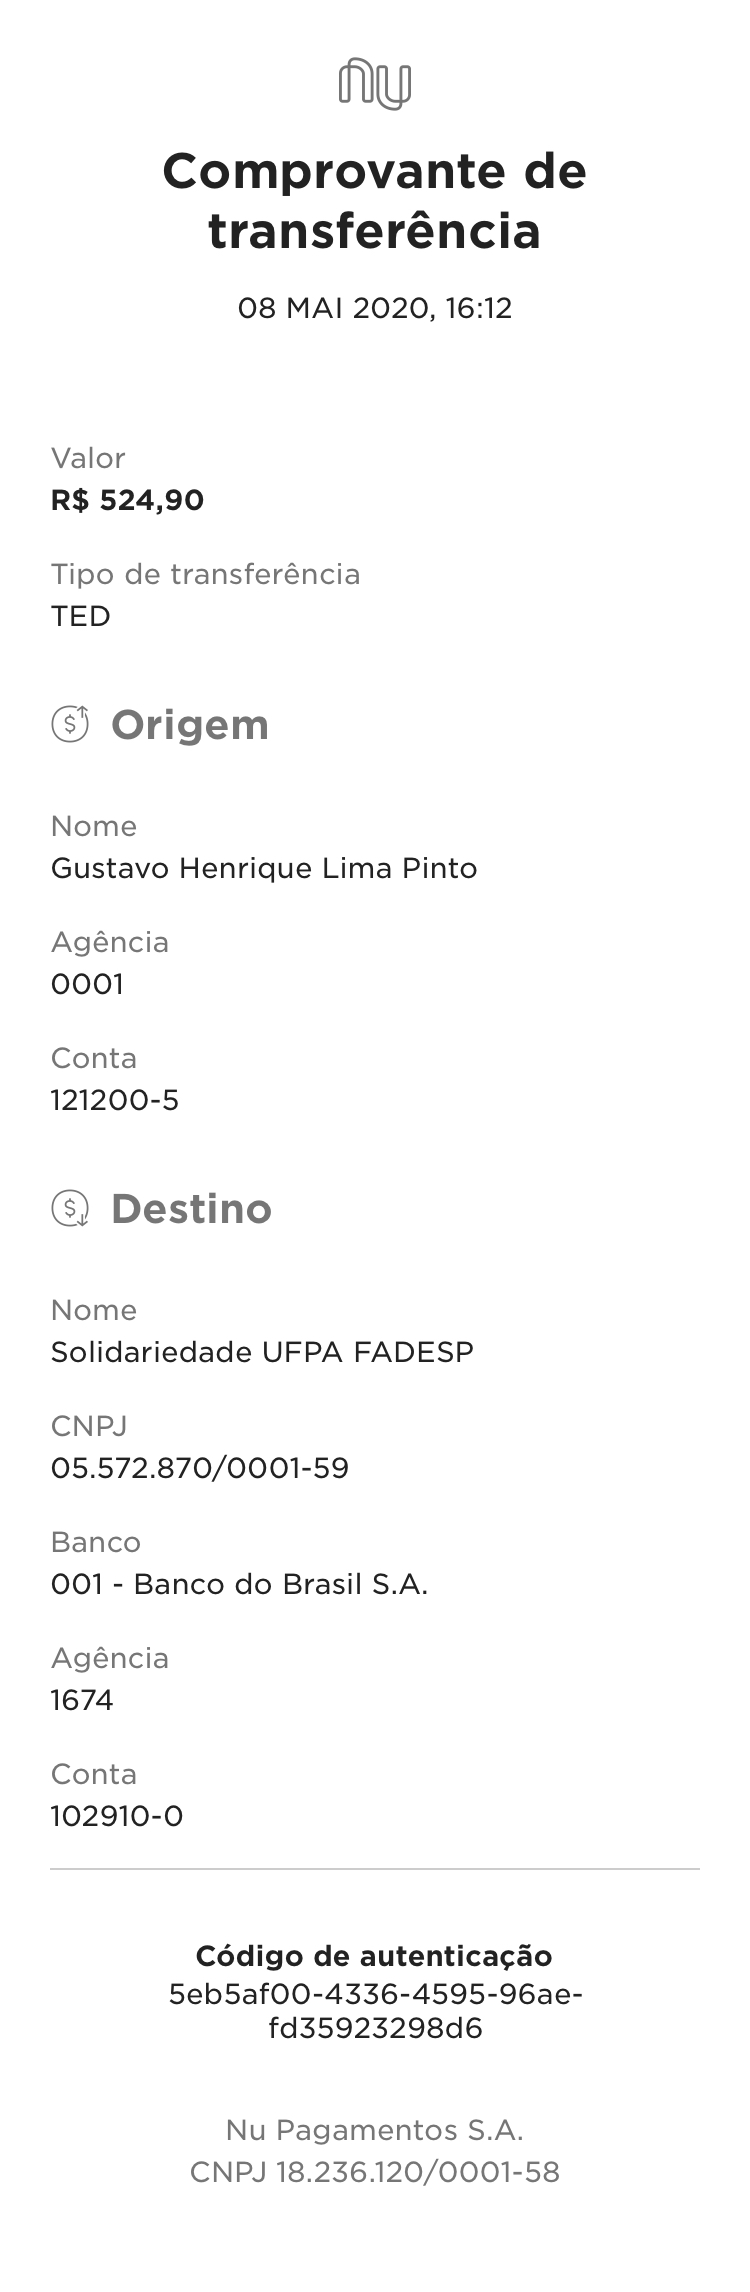 nu
Comprovante de
transferência
08 MAI 2020, 16:12
Valor
R$ 524,90
Tipo de transferência
TED
Origem
Nome
Gustavo Henrique Lima Pinto
Agência
0001
Conta
121200-5
Destino
Nome
Solidariedade UFPA FADESP
CNPJ
05.572.870/0001-59
Banco
001 - Banco do Brasil S.A.
Agência
1674
Conta
102910-0
Código de autenticação
5eb5af00-4336-4595-96ae-
fd35923298d6
Nu Pagamentos S.A.
CNPJ 18.236.120/0001-58